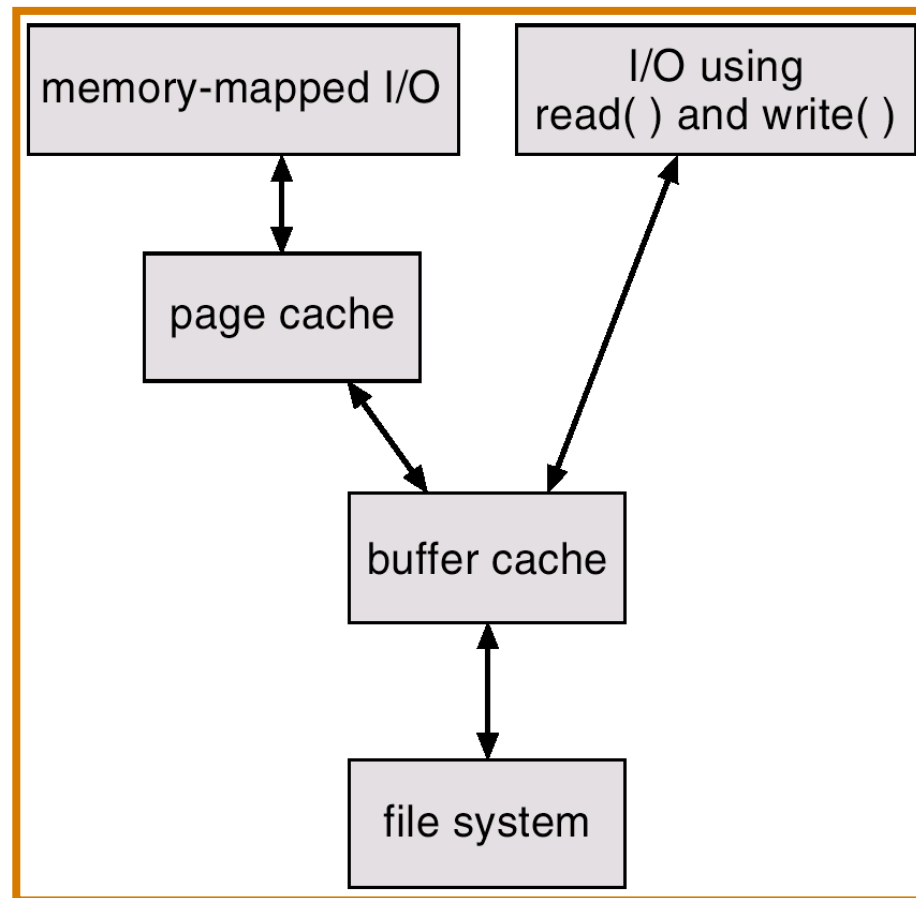 memory-mapped I/O
I/O using
read( ) and write( )
page cache
buffer cache
file system